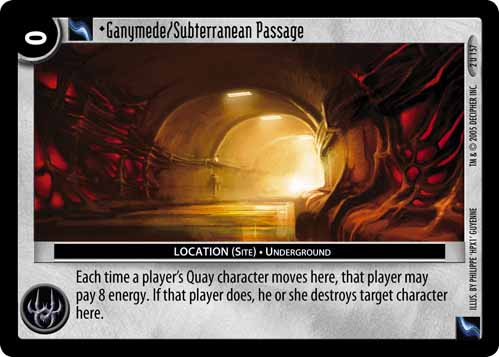 0
•Ganymede/Subterranean Passage
LOCATION (SITE) • UNDERGROUND
Each time a player's Quay character moves here, that player may
pay 8 energy. If that player does, he or she destroys target character
here.
2 U 157
TM & © 2005 DECIPHER INC.
ILLUS. BY PHILIPPE 'HPX1' GUYENNE